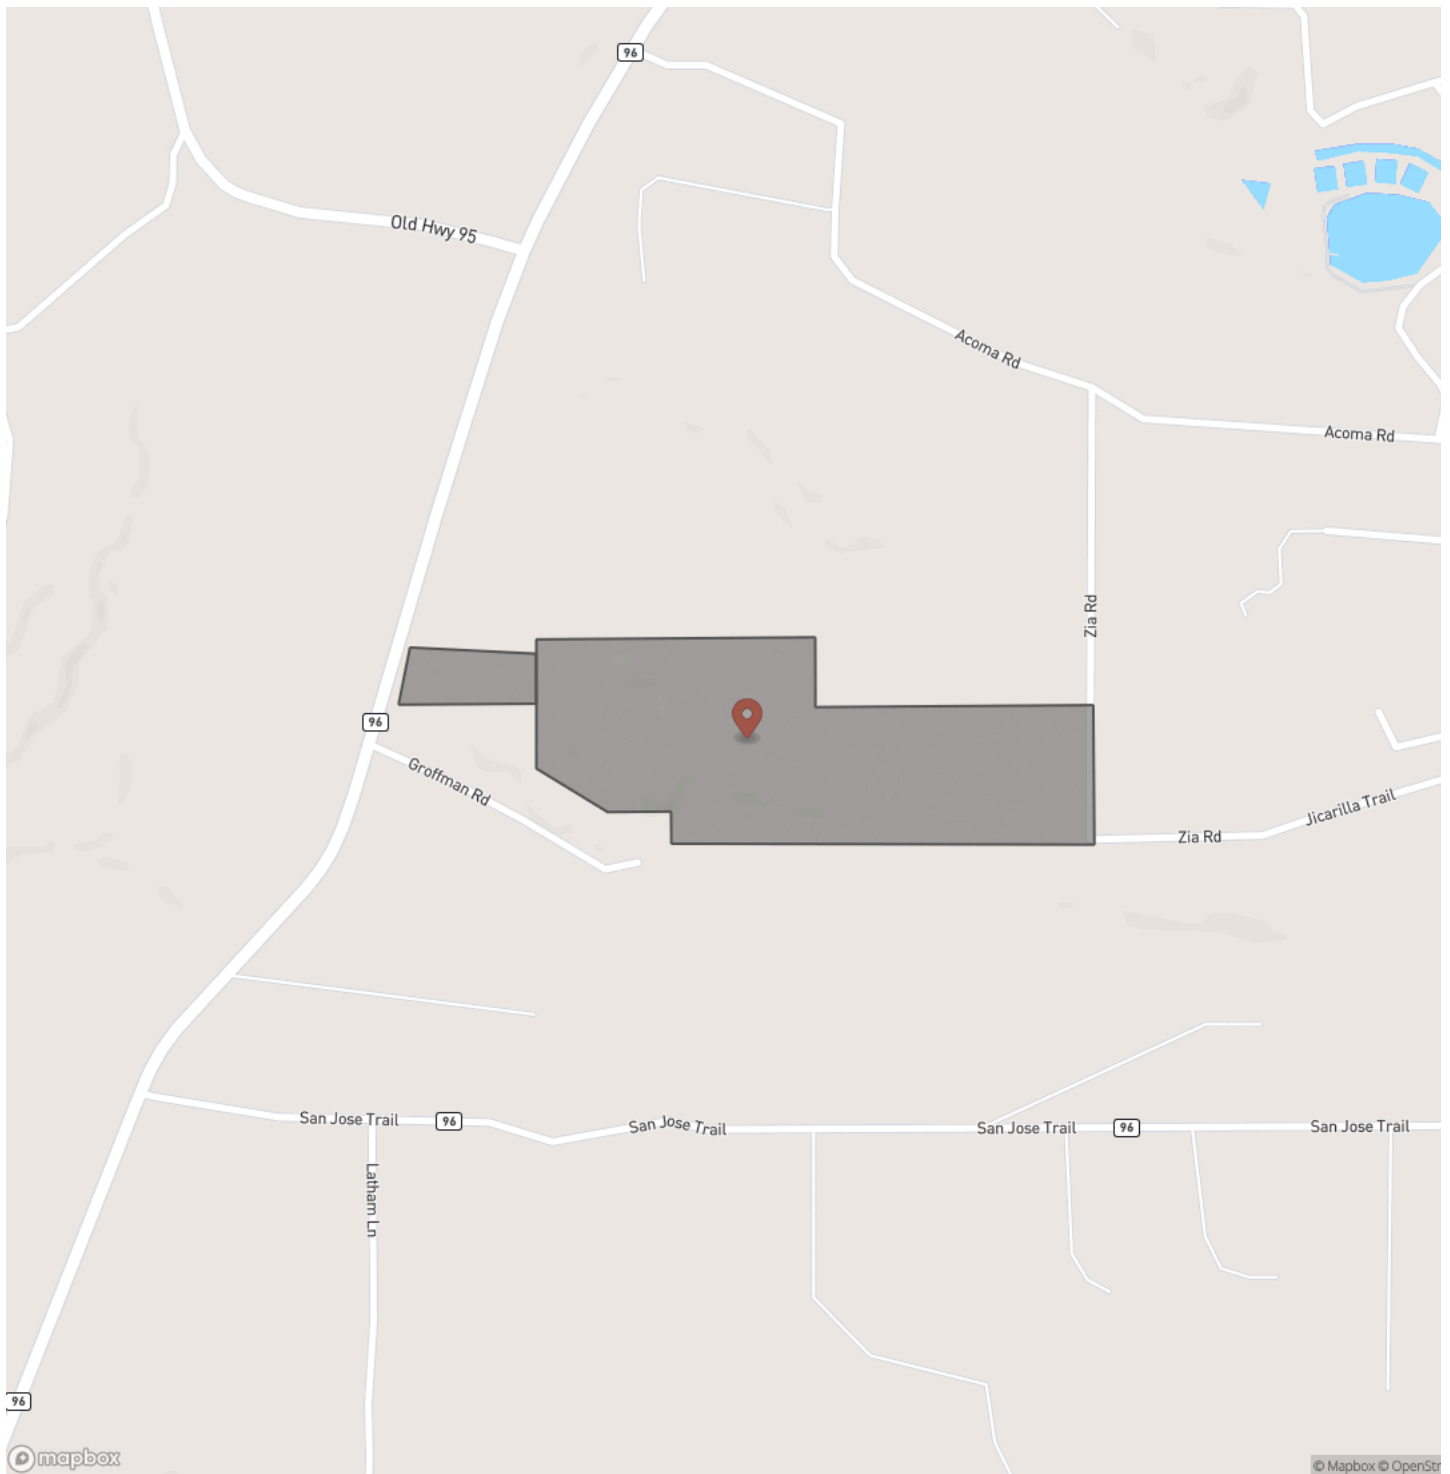 96
Old Hwy 95
Acoma Rd
Acoma Rd
Zia Rd
96
Groffman Rd
Jicarilla Trail
Zia Rd
San Jose Trail
96
San Jose Trail
San Jose Trail
96
San Jose Trail
Latham Ln
96
mapbox
© Mapbox © OpenStr